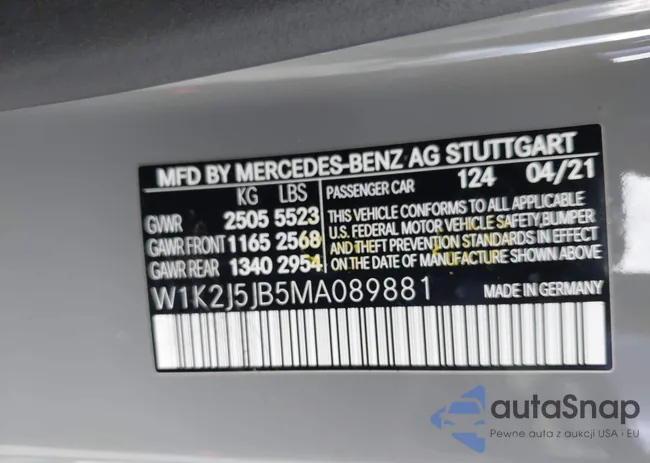 MFD BY MERCEDES-BENZ AG STUTTGART
KG LBS PASSENGER CAR 124 04/21
GVWR 2505 5523
GAWR FRONT 1165 2568
GAWR REAR 1340 2954
THIS VEHICLE CONFORMS TO ALL APPLICABLE
U.S. FEDERAL MOTOR VEHICLE SAFETY, BUMPER
AND THEFT PREVENTION STANDARDS IN EFFECT
ON THE DATE OF MANUFACTURE SHOWN ABOVE
W1K2J5JB5MA089881 MADE IN GERMANY
autaSnap
Pewne auta z aukcji USA i EU